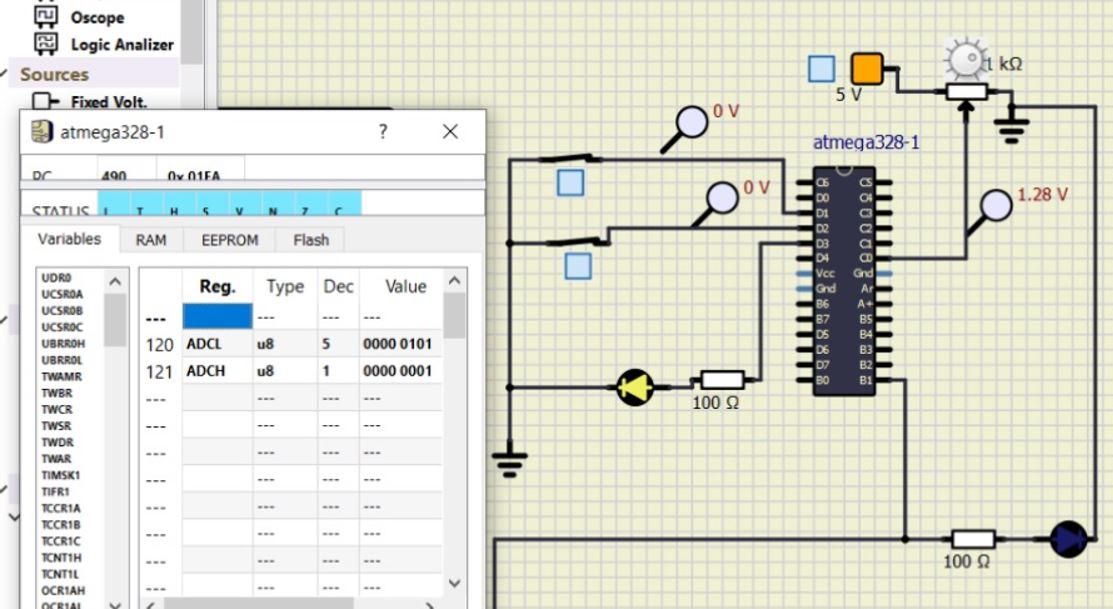 Oscope
Logic Analizer
Sources
Fixed Volt.
atmega328-1
?
PC 490 0x 01EA
STATUS I T H S V N Z C
Variables RAM EEPROM Flash
UDR0
UCSR0A
UCSR0B
UCSR0C
UBRR0H
UBRR0L
TWAMR
TWBR
TWCR
TWSR
TWDR
TWAR
TIMSK1
TIFR1
TCCR1A
TCCR1B
TCCR1C
TCNT1H
TCNT1L
OCR1AH
OCR1AL
Reg. Type Dec Value
--- --- --- ---
120 ADCL u8 5 0000 0101
121 ADCH u8 1 0000 0001
--- --- --- --- ---
--- --- --- --- ---
--- --- --- --- ---
--- --- --- --- ---
--- --- --- --- ---
--- --- --- --- ---
--- --- --- --- ---
--- --- --- --- ---
5 V
1 kΩ
0 V
0 V
1.28 V
atmega328-1
C6 C5
D0 C4
D1 C3
D2 C2
D3 C1
D4 C0
Vcc Gnd
Gnd Ar
B6 A+
B7 B5
D5 B4
D6 B3
D7 B2
B0 B1
100 Ω
100 Ω